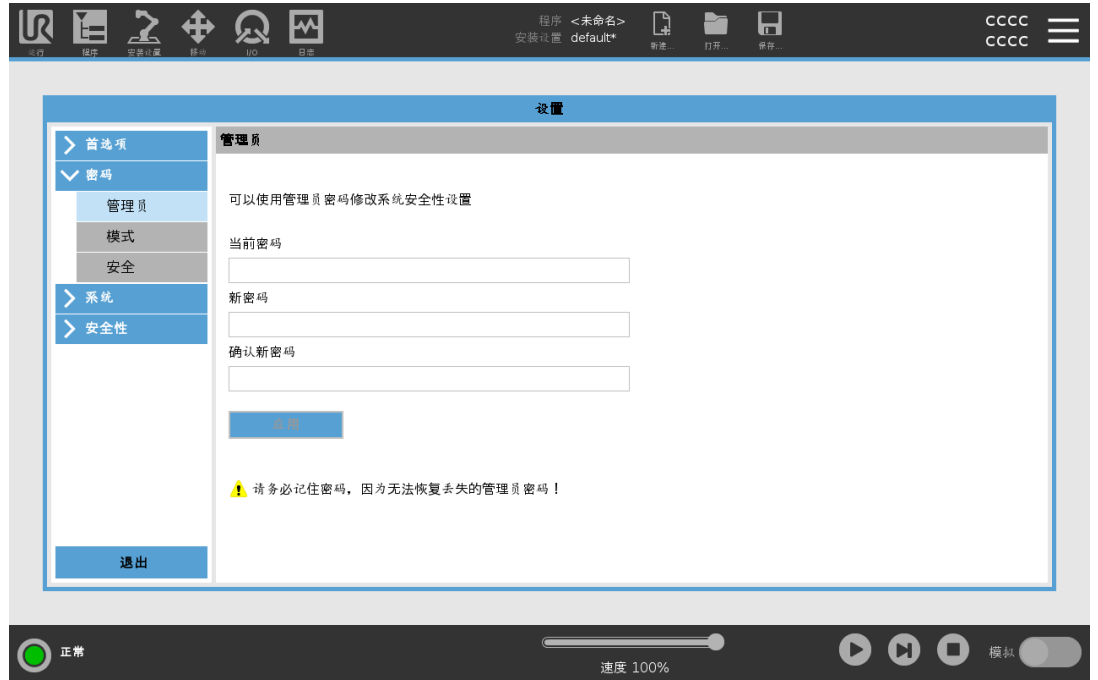 程序 <未命名>
安装设置 default*
cccc
cccc
运行 程序 安装设置 移动 I/O 日志 新建... 打开... 保存...
设置
首选项
密码
管理员
模式
安全
系统
安全性
退出
管理员
可以使用管理员密码修改系统安全性设置
当前密码
新密码
确认新密码
应用
请务必记住密码，因为无法恢复丢失的管理员密码！
正常
速度 100%
模拟